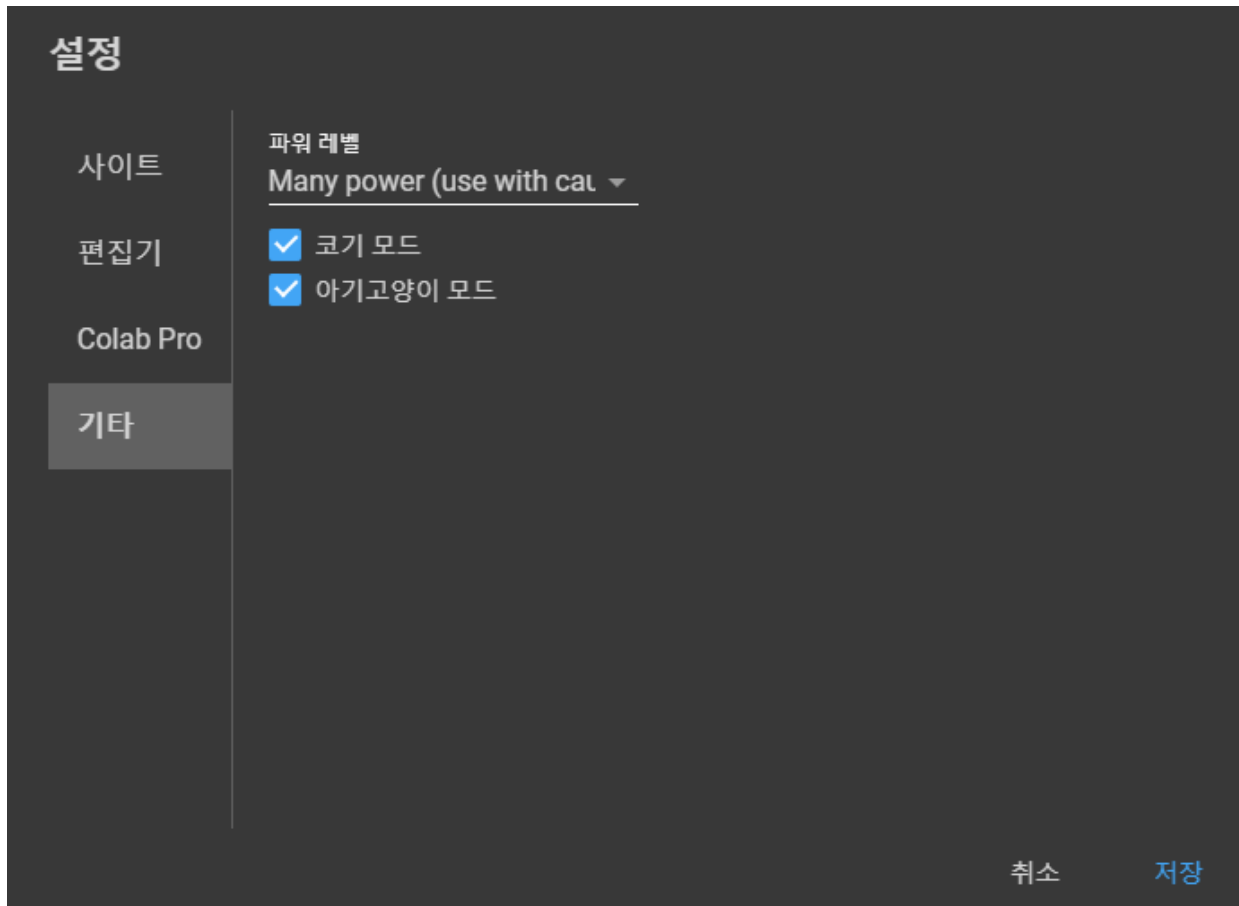 설정
사이트
편집기
Colab Pro
기타
파워 레벨
Many power (use with cau
코기 모드
아기고양이 모드
취소
저장